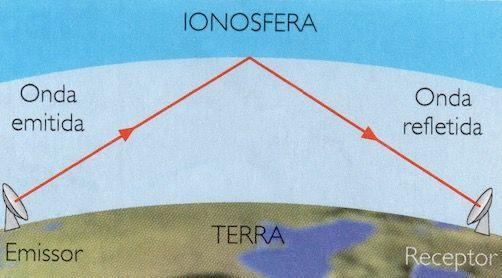 IONOSFERA
Onda
emitida
Onda
refletida
TERRA
Emissor
Receptor